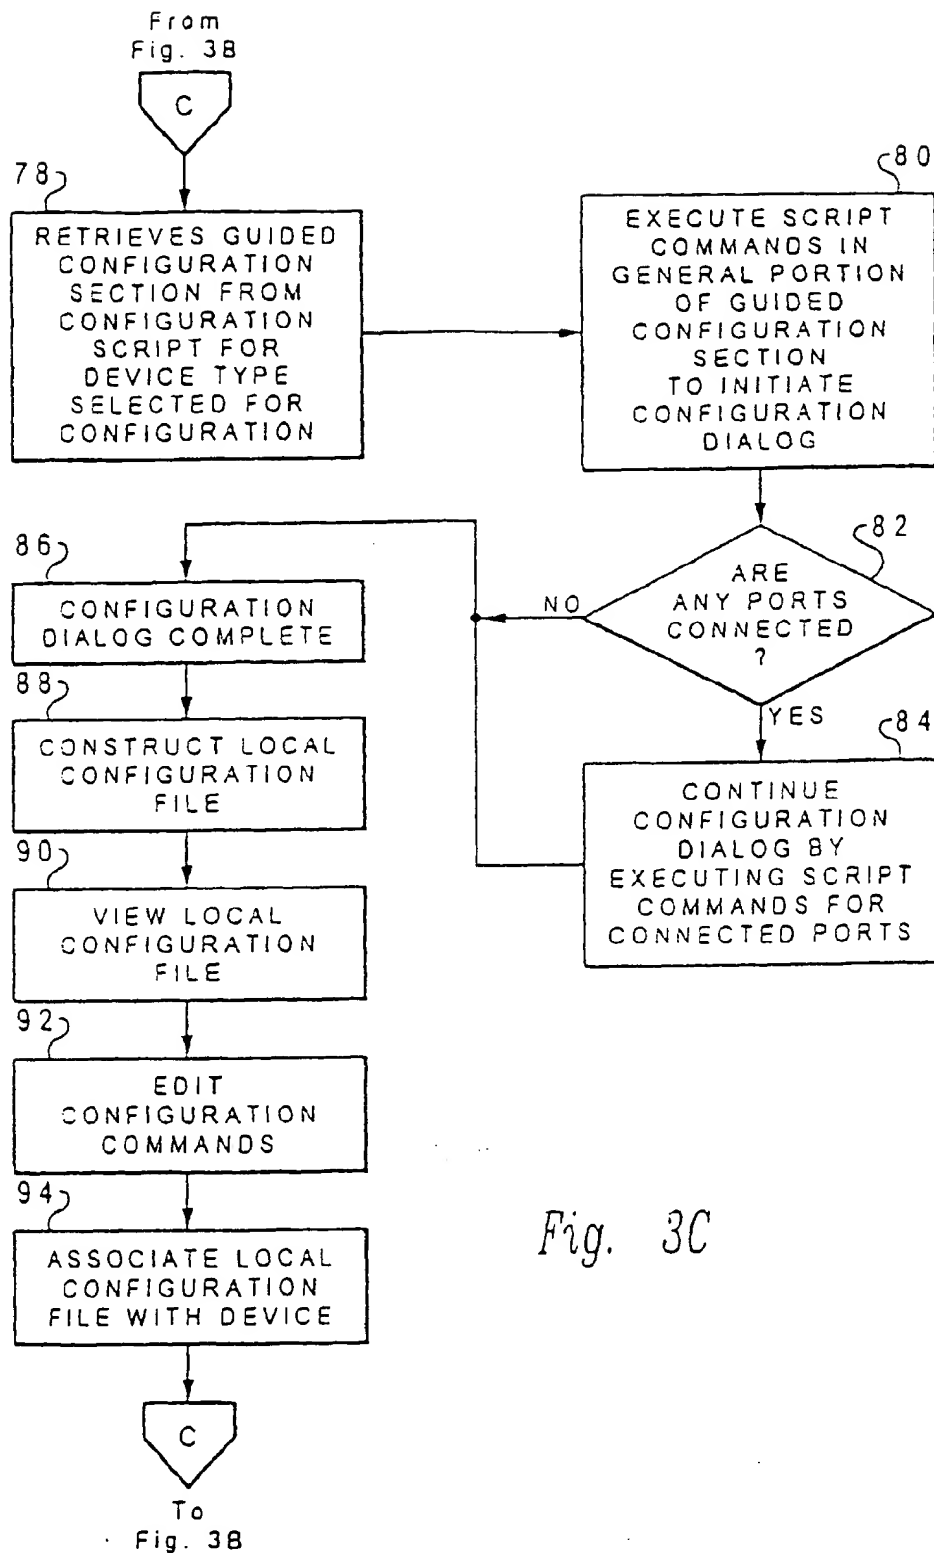 From
Fig. 3B
C
78
RETRIEVES GUIDED
CONFIGURATION
SECTION FROM
CONFIGURATION
SCRIPT FOR
DEVICE TYPE
SELECTED FOR
CONFIGURATION
80
EXECUTE SCRIPT
COMMANDS IN
GENERAL PORTION
OF GUIDED
CONFIGURATION
SECTION
TO INITIATE
CONFIGURATION
DIALOG
82
ARE
ANY PORTS
CONNECTED
?
NO
YES
84
CONTINUE
CONFIGURATION
DIALOG BY
EXECUTING SCRIPT
COMMANDS FOR
CONNECTED PORTS
86
CONFIGURATION
DIALOG COMPLETE
88
CONSTRUCT LOCAL
CONFIGURATION
FILE
90
VIEW LOCAL
CONFIGURATION
FILE
92
EDIT
CONFIGURATION
COMMANDS
94
ASSOCIATE LOCAL
CONFIGURATION
FILE WITH DEVICE
C
To
Fig. 3B
Fig. 3C